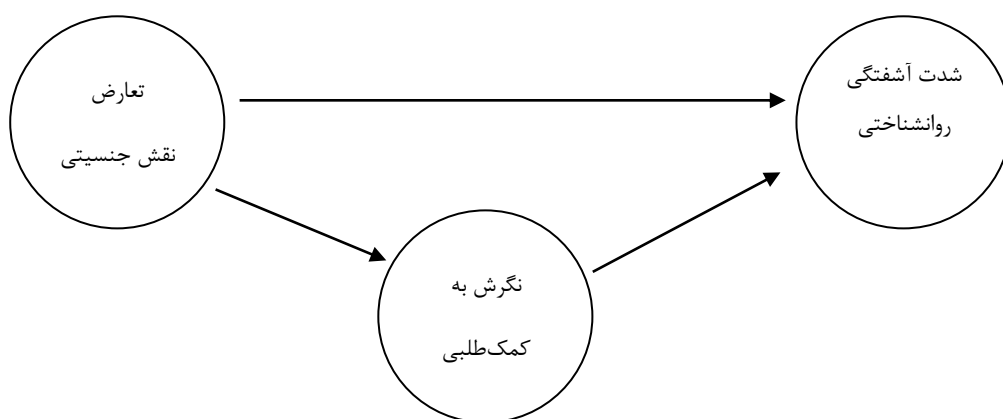 تعارض
نقش جنسیتی
شدت آشفتگی
روانشناختی
نگرش به
کمک‌طلبی